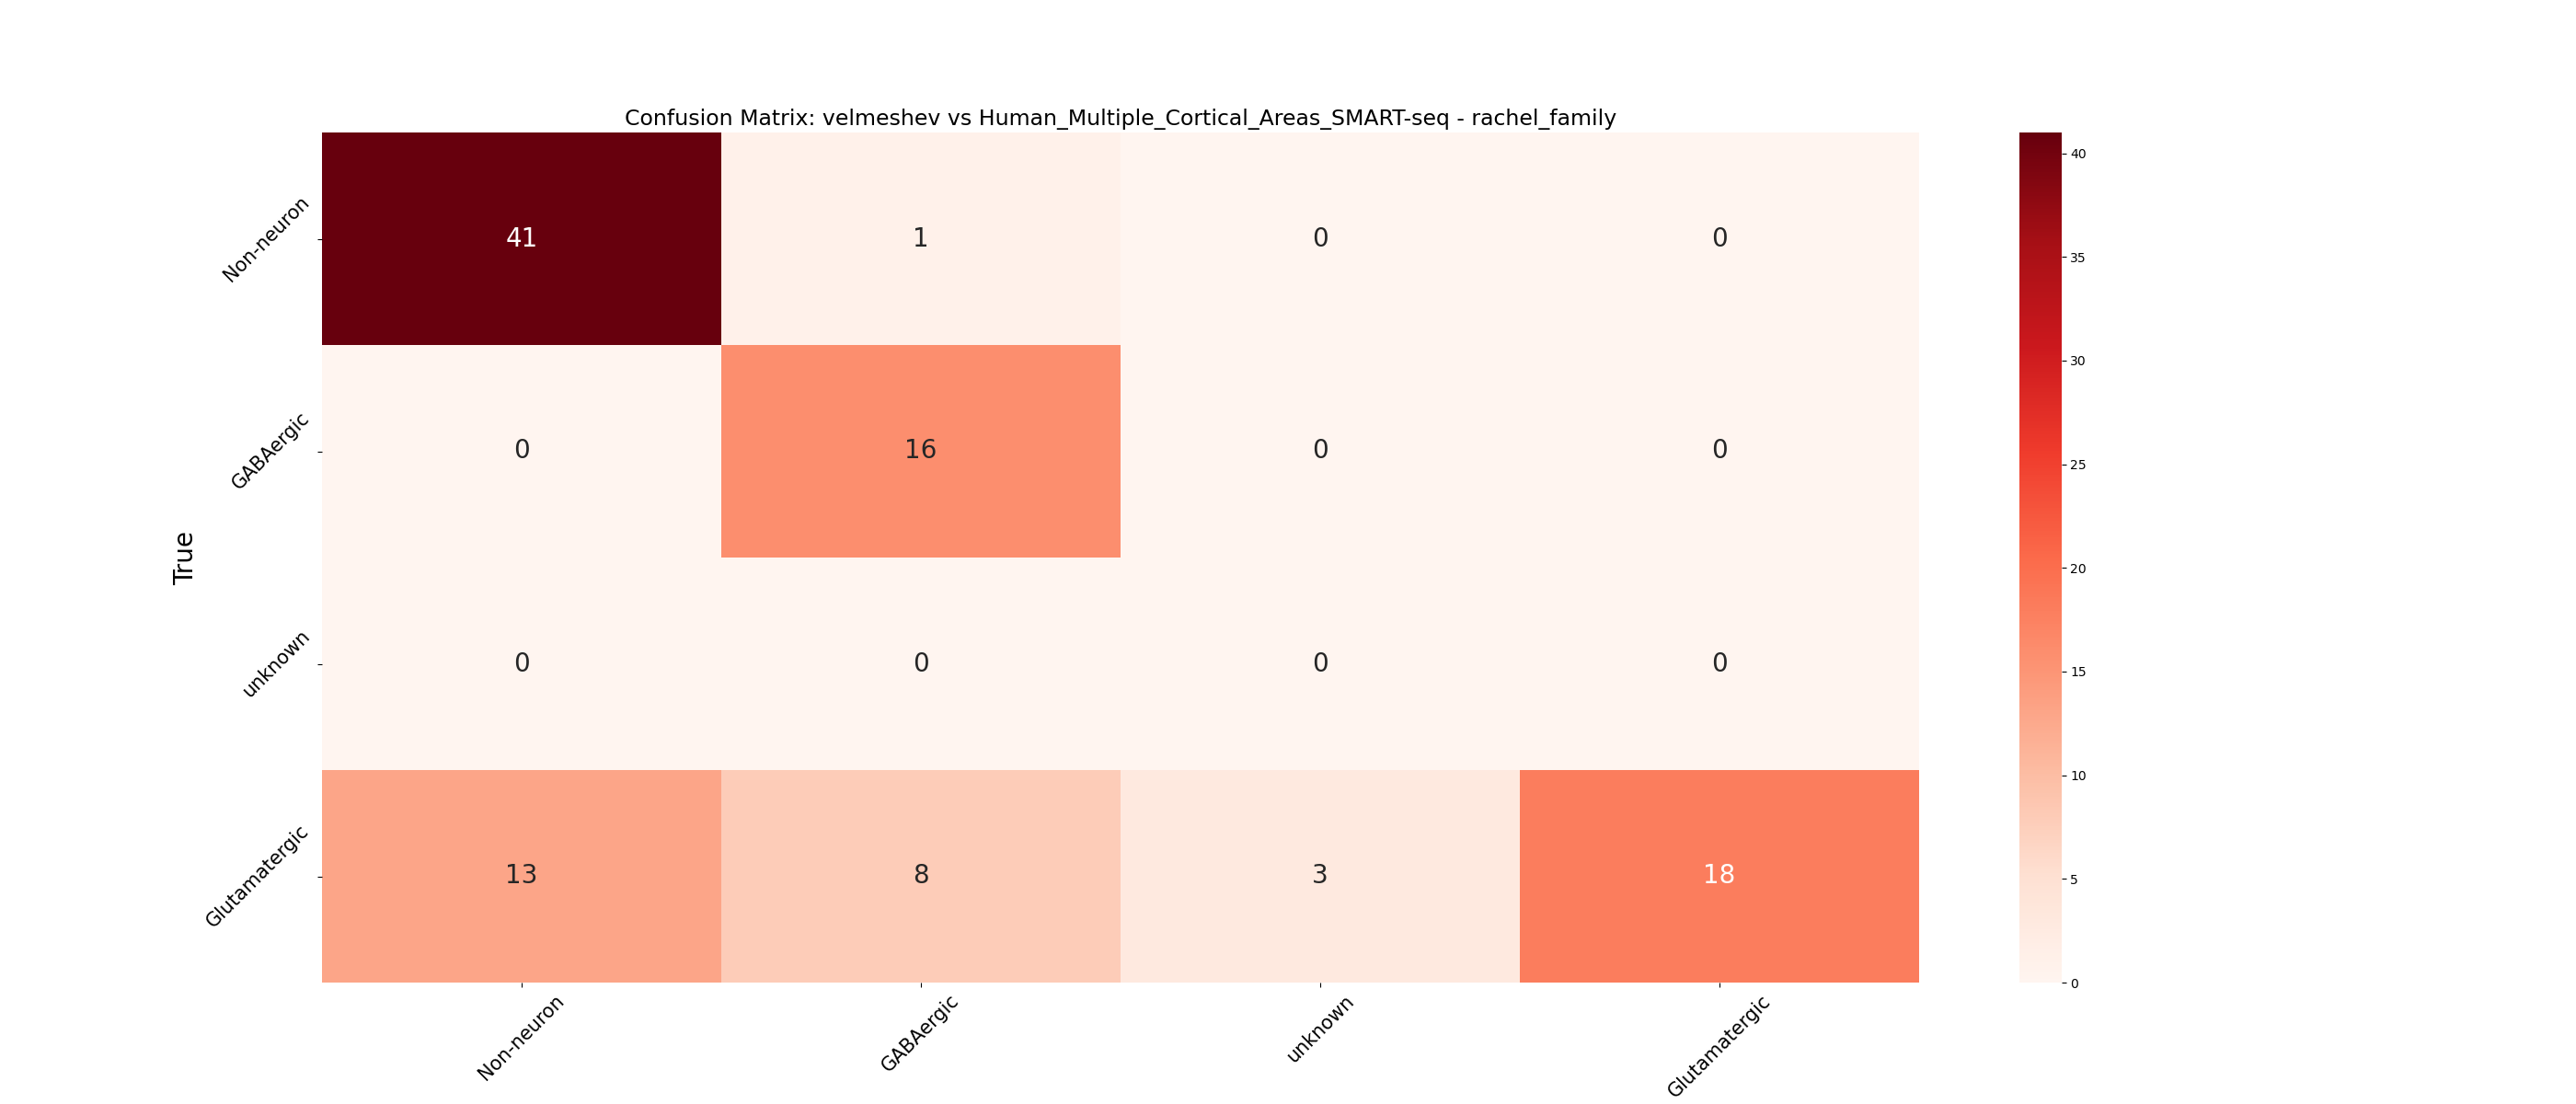 Confusion Matrix: velmeshev vs Human_Multiple_Cortical_Areas_SMART-seq - rachel_family
True
Non-neuron
41
1
0
0
GABAergic
0
16
0
0
unknown
0
0
0
0
Glutamatergic
13
8
3
18
Non-neuron
GABAergic
unknown
Glutamatergic
40
35
30
25
20
15
10
5
0